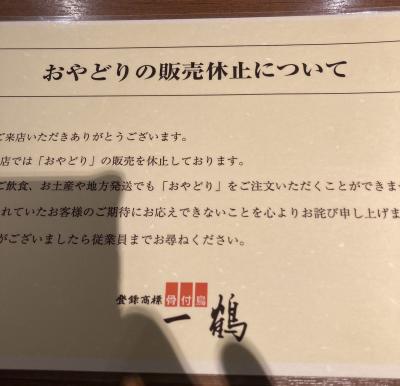 おやどりの販売休止について
ご来店いただきありがとうございます。
店では「おやどり」の販売を休止しております。
ご飲食、お土産や地方発送でも「おやどり」をご注文いただくことができませ
れていたお客様のご期待にお応えできないことを心よりお詫び申し上げま
がございましたら従業員までお尋ねください。
登録商標 骨付鳥
一鶴